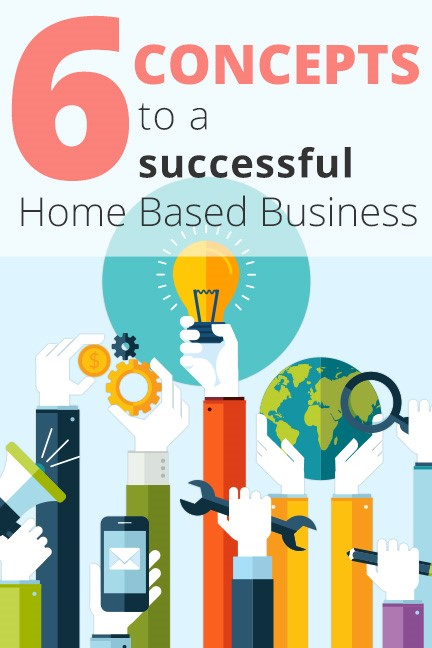 6 CONCEPTS
to a
successful
Home Based Business
$